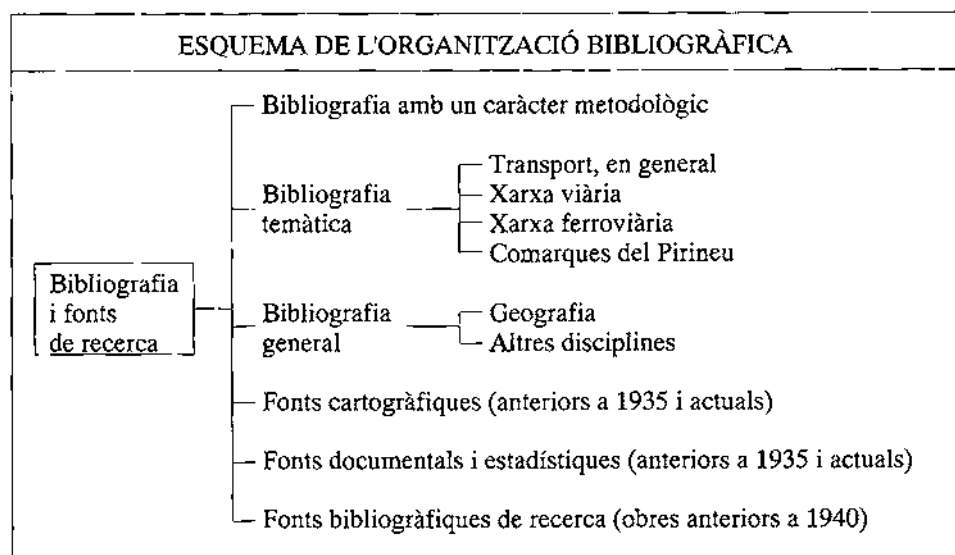 ESQUEMA DE L'ORGANITZACIÓ BIBLIOGRÀFICA
Bibliografia amb un caràcter metodològic
Bibliografia
temàtica
Transport, en general
Xarxa viària
Xarxa ferroviària
Comarques del Pirineu
Bibliografia
i fonts
de recerca
Bibliografia
general
Geografia
Altres disciplines
Fonts cartogràfiques (anteriors a 1935 i actuals)
Fonts documentals i estadístiques (anteriors a 1935 i actuals)
Fonts bibliogràfiques de recerca (obres anteriors a 1940)